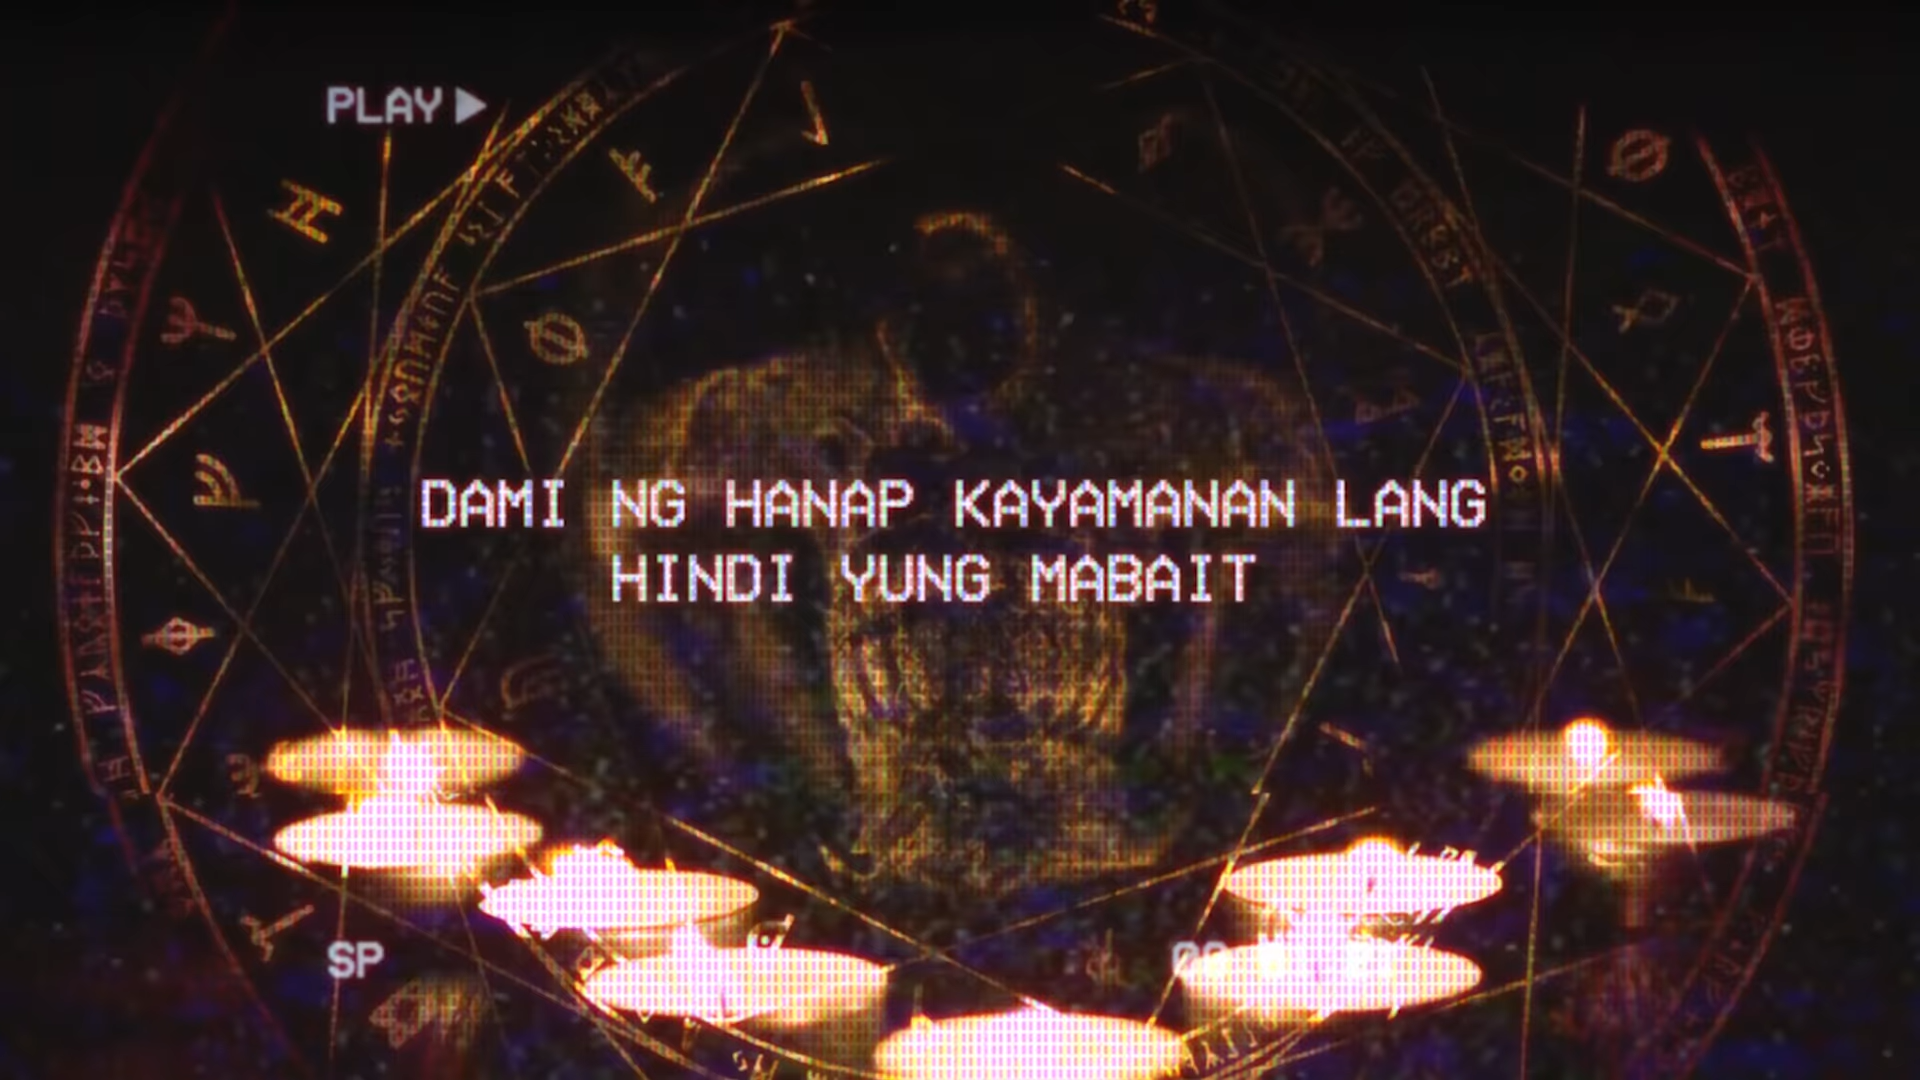 PLAY
DAMI NG HANAP KAYAMANAN LANG
HINDI YUNG MABAIT
SP